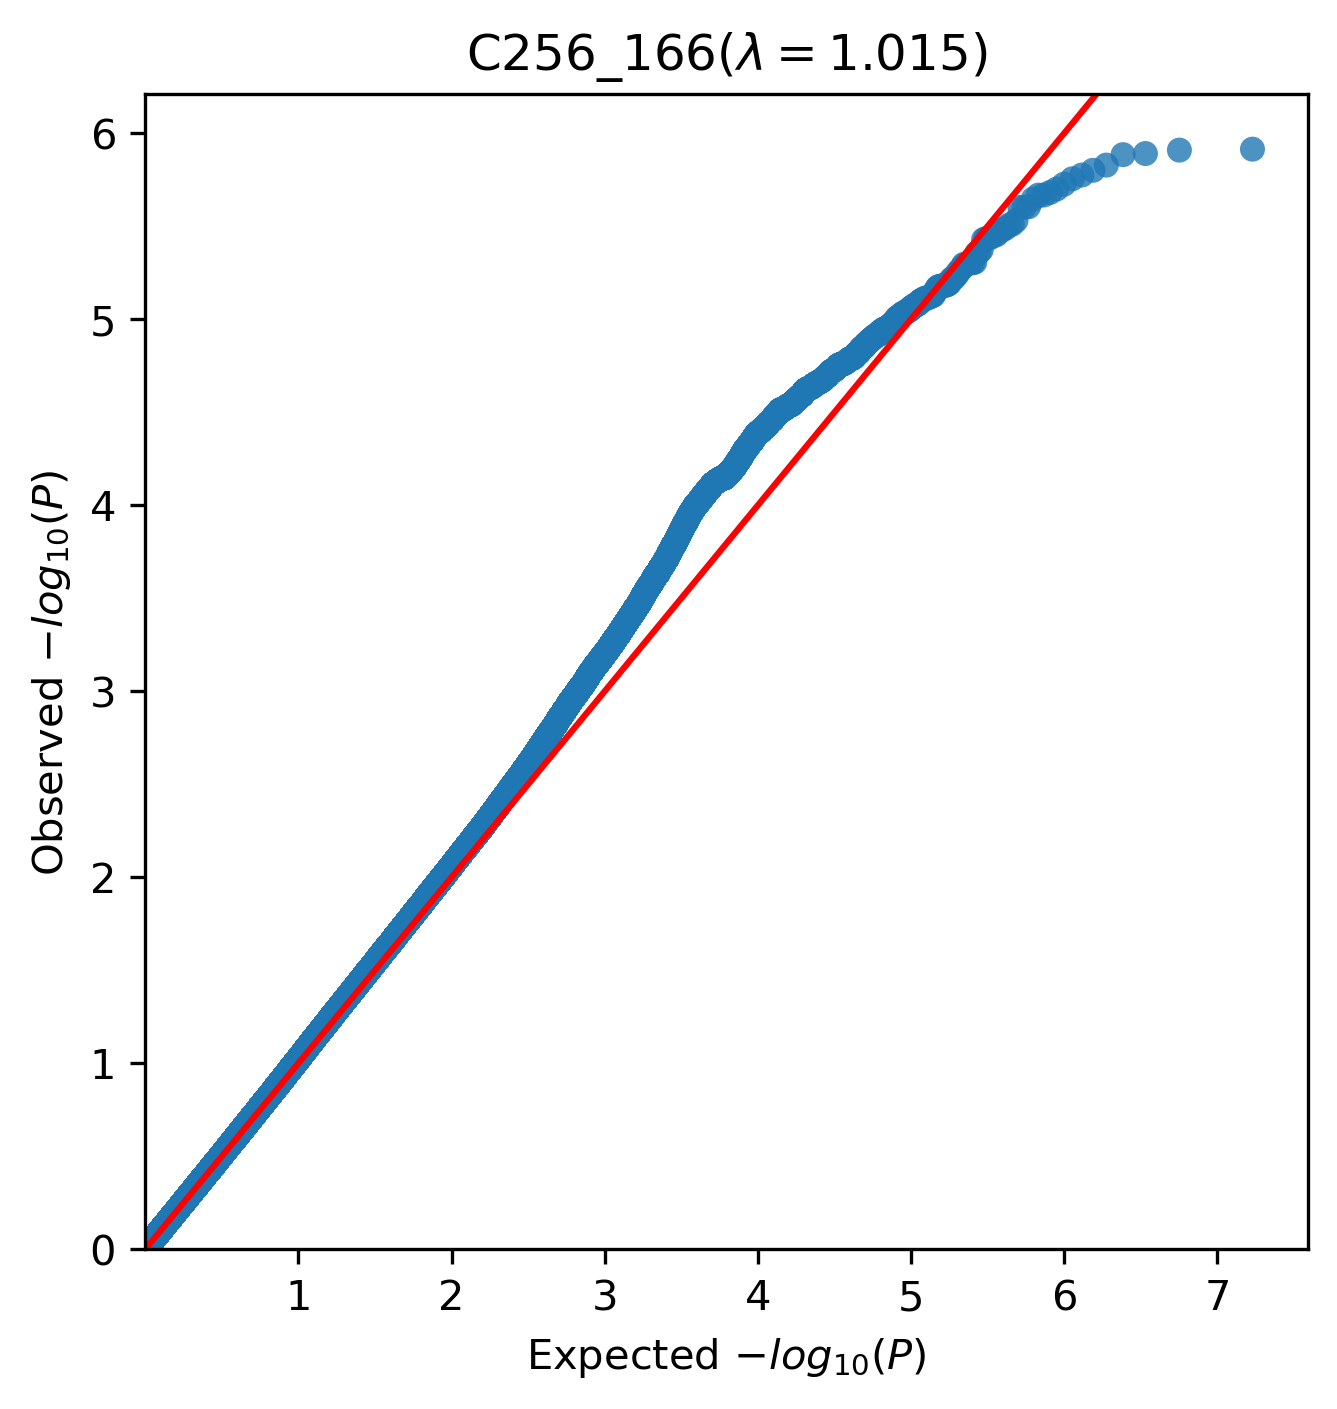 C256_166(λ = 1.015)
6
5
4
3
2
1
0
Observed −log₁₀(P)
1 2 3 4 5 6 7
Expected −log₁₀(P)